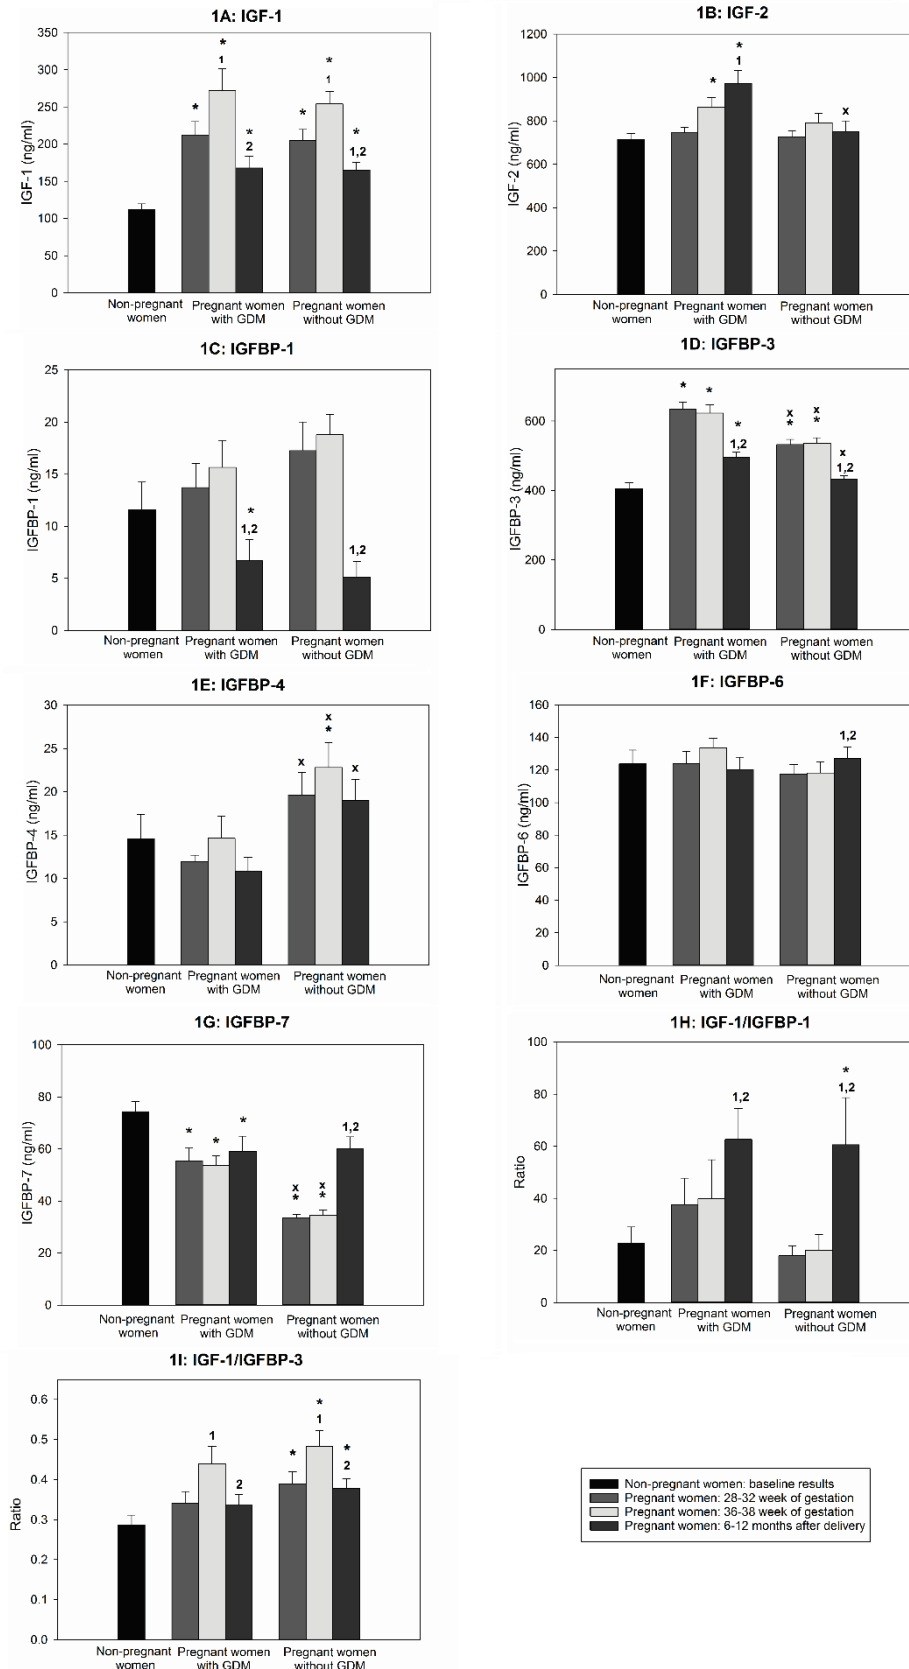 1A: IGF-1
350
300
250
200
150
100
50
0
IGF-1 (ng/ml)
* 1
*
* 2
*
* 1
* 1,2
Non-pregnant women
Pregnant women with GDM
Pregnant women without GDM
1B: IGF-2
1200
1000
800
600
400
200
0
IGF-2 (ng/ml)
*
* 1
x
Non-pregnant women
Pregnant women with GDM
Pregnant women without GDM
1C: IGFBP-1
25
20
15
10
5
0
IGFBP-1 (ng/ml)
* 1,2
1,2
Non-pregnant women
Pregnant women with GDM
Pregnant women without GDM
1D: IGFBP-3
600
400
200
0
IGFBP-3 (ng/ml)
*
*
* 1,2
x *
x *
x 1,2
Non-pregnant women
Pregnant women with GDM
Pregnant women without GDM
1E: IGFBP-4
30
25
20
15
10
5
0
IGFBP-4 (ng/ml)
x
x *
x
Non-pregnant women
Pregnant women with GDM
Pregnant women without GDM
1F: IGFBP-6
160
140
120
100
80
60
40
20
0
IGFBP-6 (ng/ml)
1,2
Non-pregnant women
Pregnant women with GDM
Pregnant women without GDM
1G: IGFBP-7
100
80
60
40
20
0
IGFBP-7 (ng/ml)
*
*
*
x *
x *
1,2
Non-pregnant women
Pregnant women with GDM
Pregnant women without GDM
1H: IGF-1/IGFBP-1
100
80
60
40
20
0
Ratio
1,2
* 1,2
Non-pregnant women
Pregnant women with GDM
Pregnant women without GDM
1I: IGF-1/IGFBP-3
0.6
0.5
0.4
0.3
0.2
0.1
0.0
Ratio
1
2
*
* 1
* 2
Non-pregnant women
Pregnant women with GDM
Pregnant women without GDM
Non-pregnant women: baseline results
Pregnant women: 28-32 week of gestation
Pregnant women: 36-38 week of gestation
Pregnant women: 6-12 months after delivery